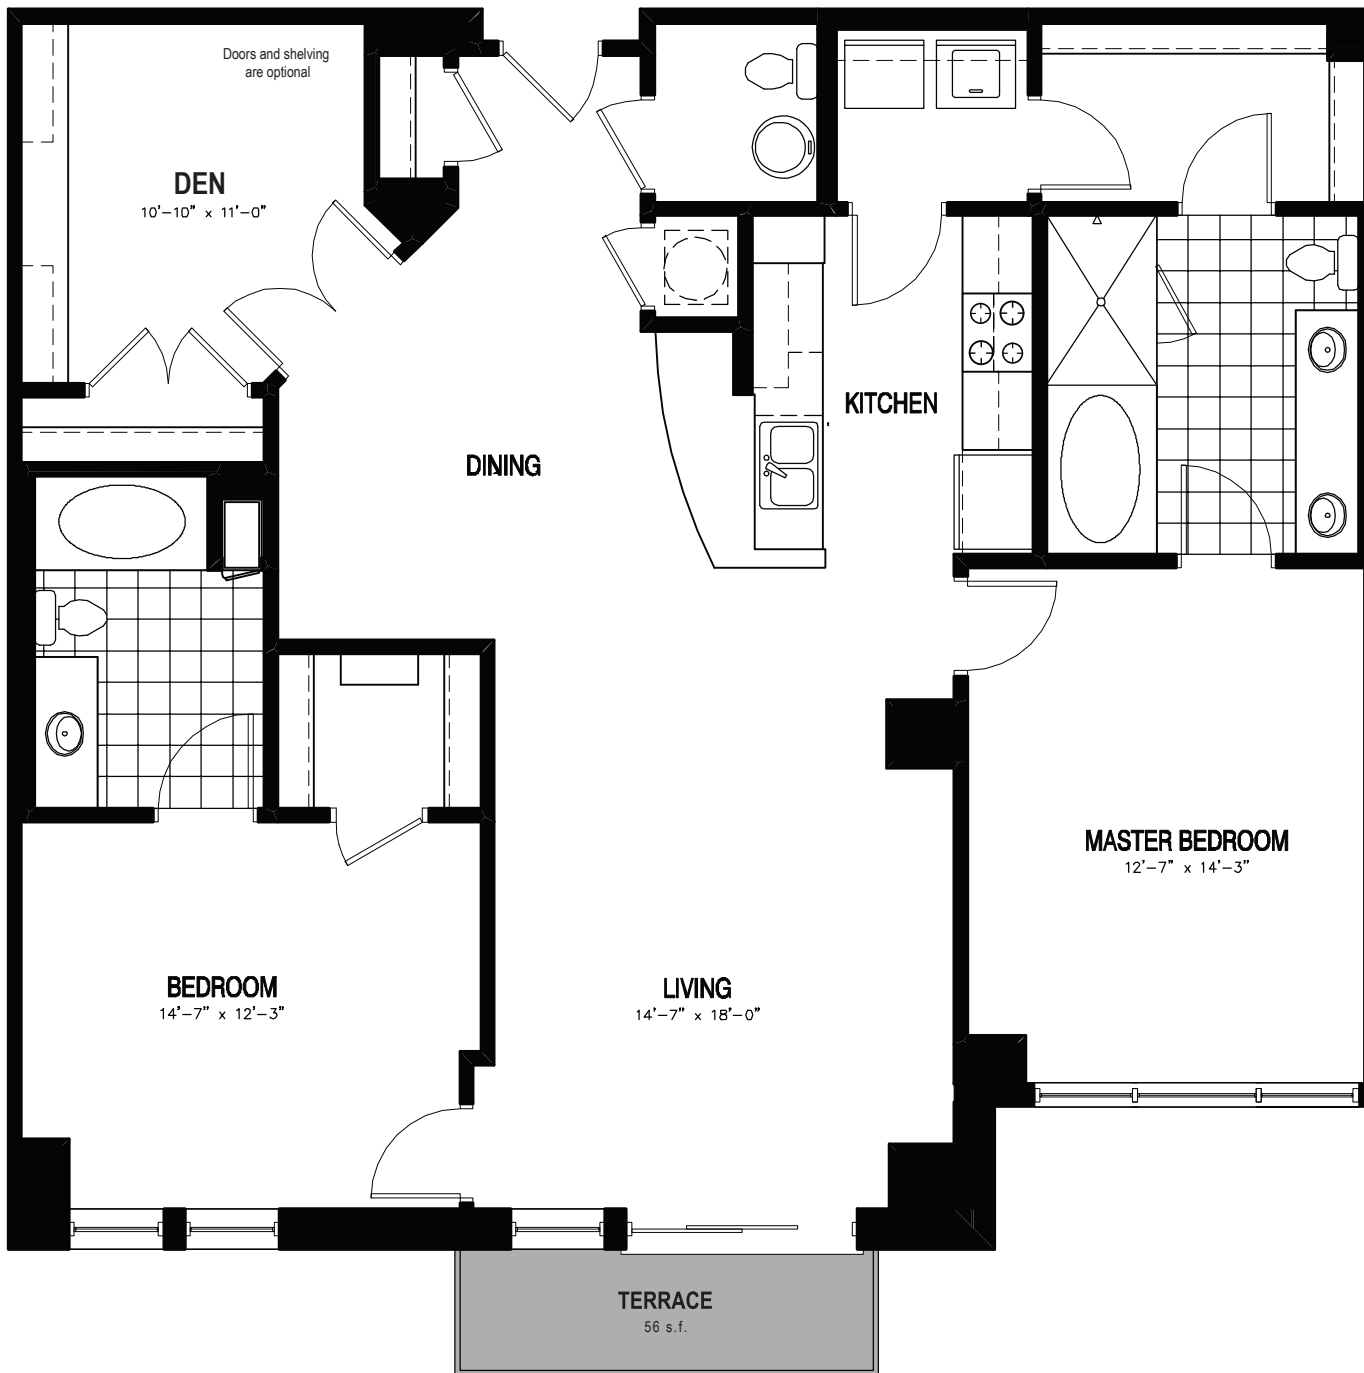 Doors and shelving
are optional
DEN
10'-10" x 11'-0"
KITCHEN
DINING
MASTER BEDROOM
12'-7" x 14'-3"
BEDROOM
14'-7" x 12'-3"
LIVING
14'-7" x 18'-0"
TERRACE
56 s.f.